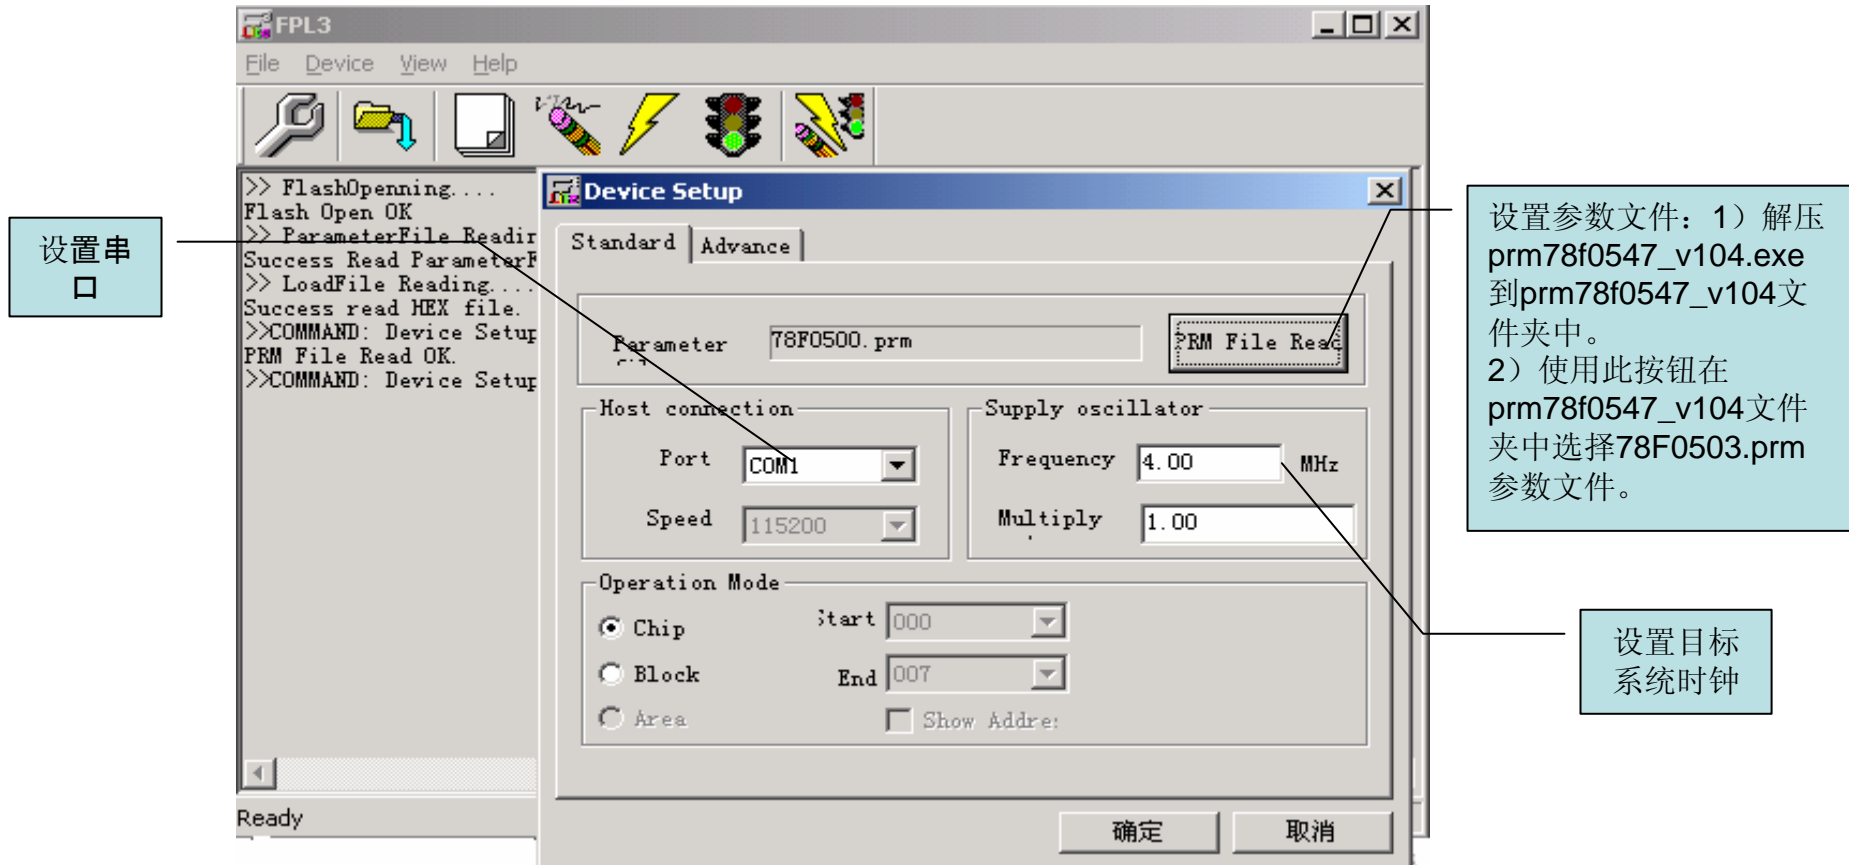 FPL3
File Device View Help
>> FlashOpenning....
Flash Open OK
>> ParameterFile Readir
Success Read ParameterF
>> LoadFile Reading....
Success read HEX file.
>>COMMAND: Device Setup
PRM File Read OK.
>>COMMAND: Device Setup
Ready
设置串
口
Device Setup
Standard Advance
Parameter 78F0500.prm PRM File Read
Host connection
Port COM1
Speed 115200
Supply oscillator
Frequency 4.00 MHz
Multiply 1.00
Operation Mode
Chip
Block
Area
Start 000
End 007
Show Addre
确定 取消
设置参数文件：1）解压
prm78f0547_v104.exe
到prm78f0547_v104文
件夹中。
2）使用此按钮在
prm78f0547_v104文件
夹中选择78F0503.prm
参数文件。
设置目标
系统时钟